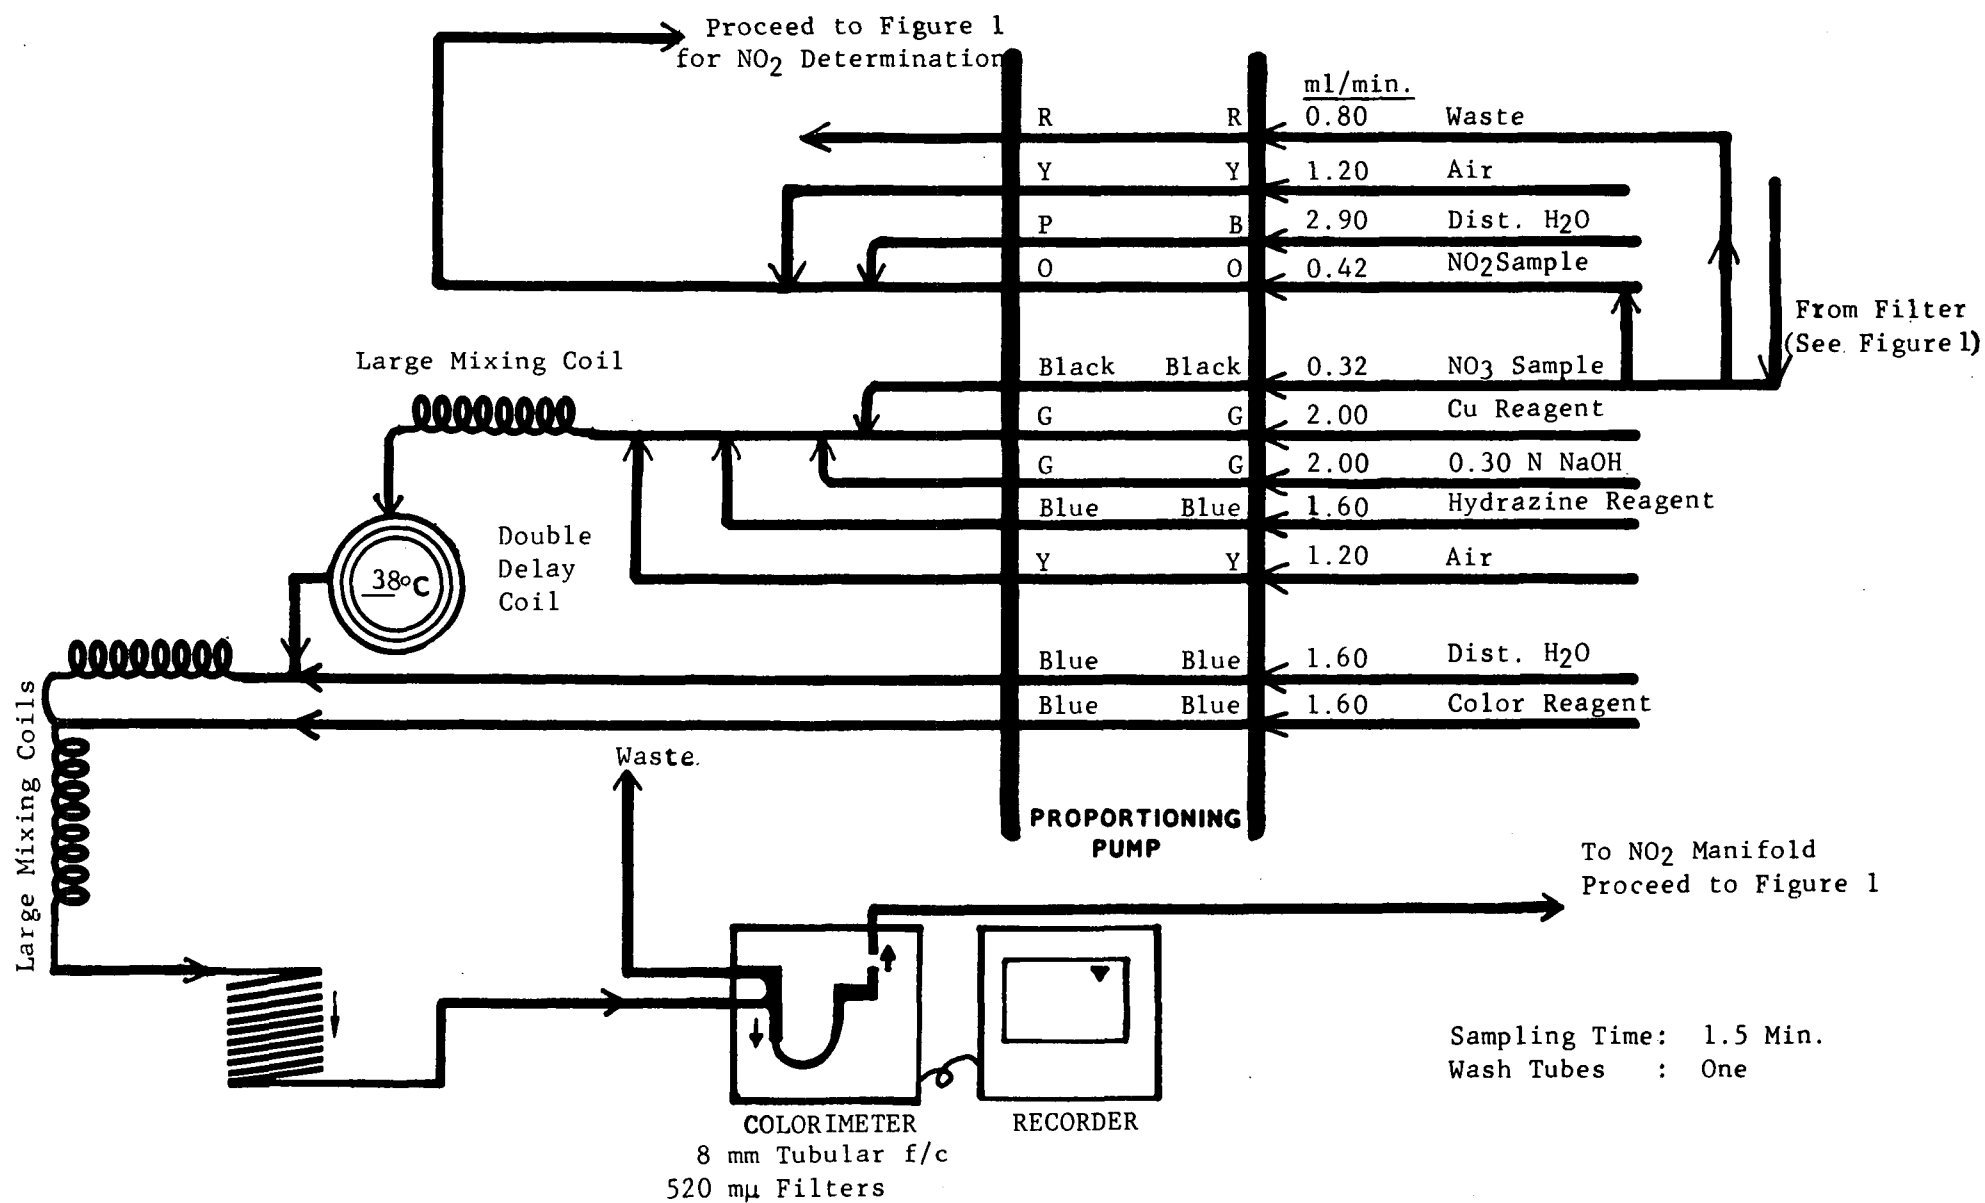 Proceed to Figure 1
for NO2 Determination
ml/min.
R R 0.80 Waste
Y Y 1.20 Air
P B 2.90 Dist. H2O
O O 0.42 NO2 Sample
From Filter
(See Figure 1)
Large Mixing Coil
Black Black 0.32 NO3 Sample
G G 2.00 Cu Reagent
G G 2.00 0.30 N NaOH
Blue Blue 1.60 Hydrazine Reagent
Double
Delay
Coil
38°C
Y Y 1.20 Air
Blue Blue 1.60 Dist. H2O
Blue Blue 1.60 Color Reagent
Large Mixing Coils
Waste
PROPORTIONING
PUMP
To NO2 Manifold
Proceed to Figure 1
Sampling Time: 1.5 Min.
Wash Tubes : One
COLORIMETER
8 mm Tubular f/c
520 mμ Filters
RECORDER